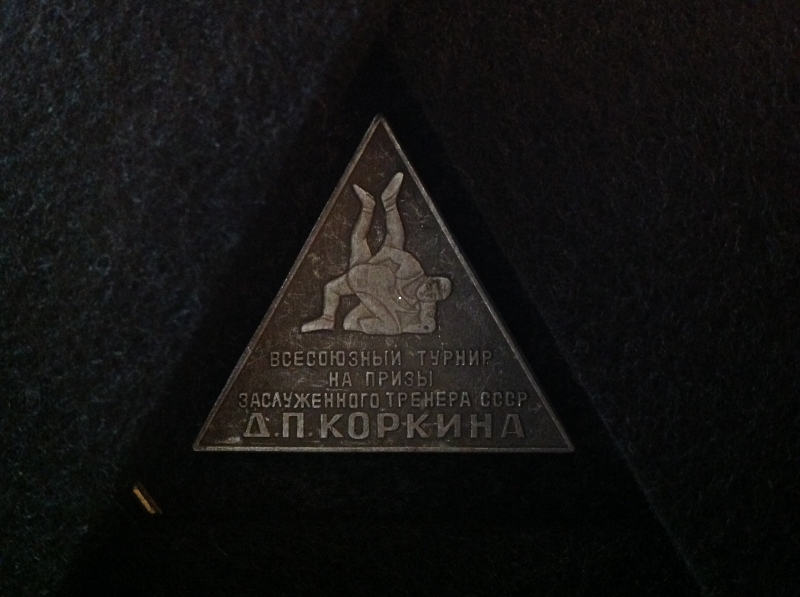 ВСЕСОЮЗНЫЙ ТУРНИР
НА ПРИЗЫ
ЗАСЛУЖЕННОГО ТРЕНЕРА СССР
Д.П.КОРКИНА